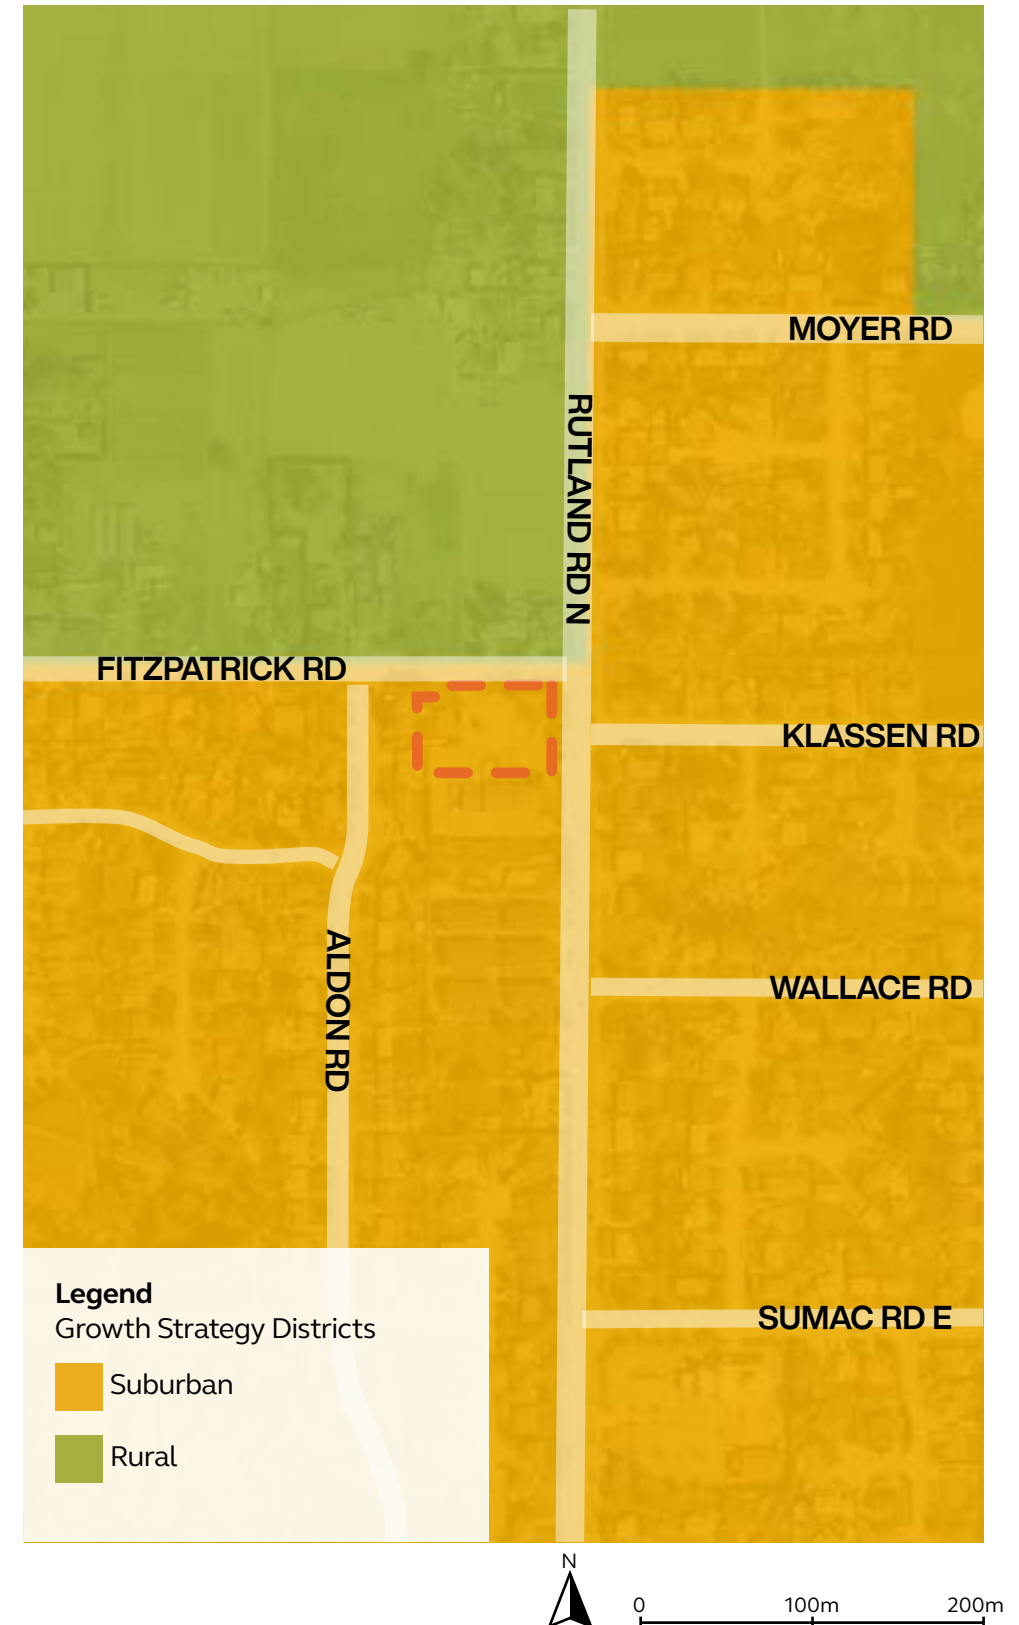 MOYER RD
RUTLAND RD N
FITZPATRICK RD
KLASSEN RD
ALDON RD
WALLACE RD
SUMAC RD E
Legend
Growth Strategy Districts
Suburban
Rural
N
0 100m 200m